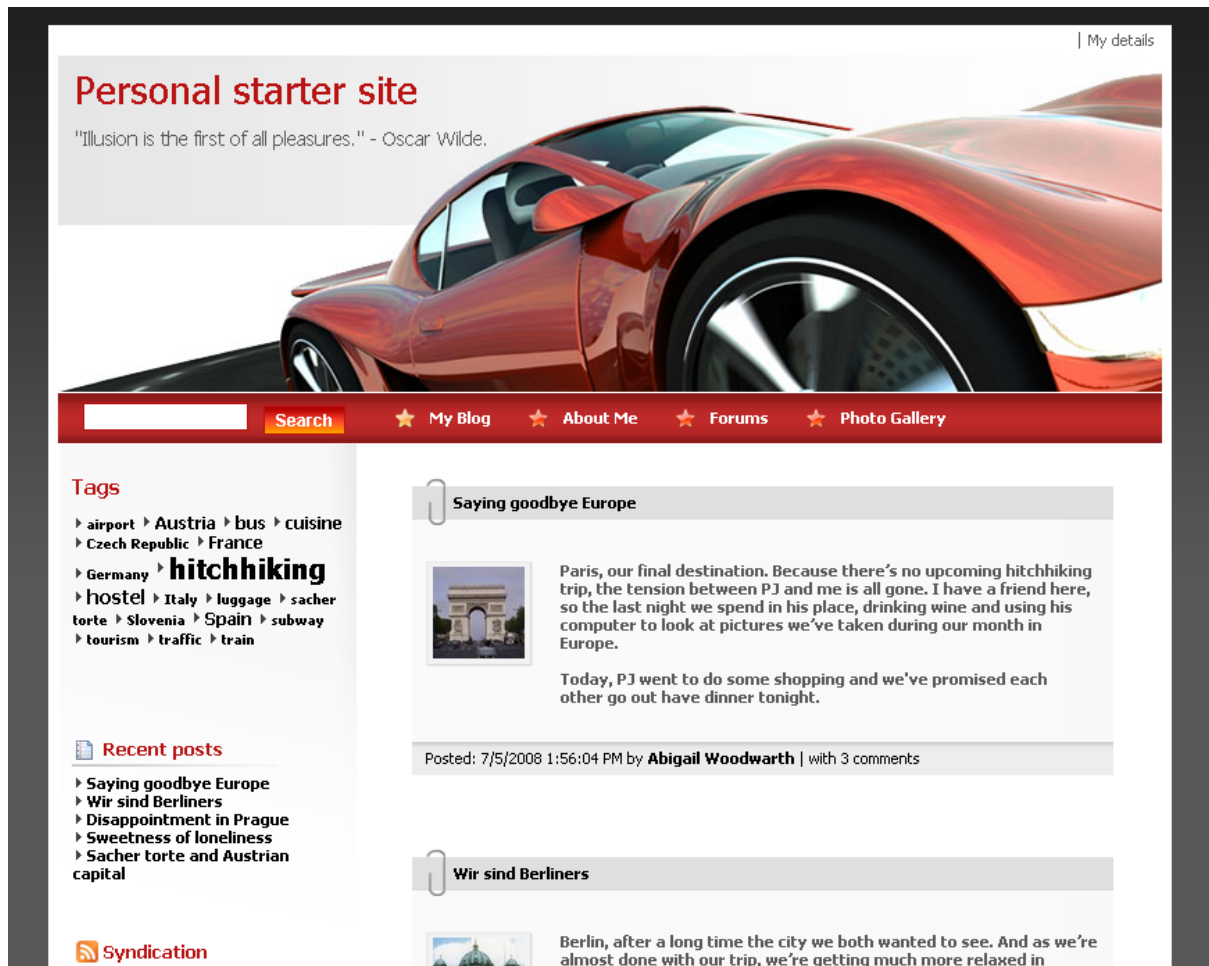 | My details
Personal starter site
"Illusion is the first of all pleasures." - Oscar Wilde.
Search
My Blog
About Me
Forums
Photo Gallery
Tags
airport Austria bus cuisine
Czech Republic France
Germany hitchhiking
hostel Italy luggage sacher
torte Slovenia Spain subway
tourism traffic train
Recent posts
Saying goodbye Europe
Wir sind Berliners
Disappointment in Prague
Sweetness of loneliness
Sacher torte and Austrian
capital
Syndication
Saying goodbye Europe
Paris, our final destination. Because there’s no upcoming hitchhiking
trip, the tension between PJ and me is all gone. I have a friend here,
so the last night we spend in his place, drinking wine and using his
computer to look at pictures we’ve taken during our month in
Europe.
Today, PJ went to do some shopping and we've promised each
other go out have dinner tonight.
Posted: 7/5/2008 1:56:04 PM by Abigail Woodwarth | with 3 comments
Wir sind Berliners
Berlin, after a long time the city we both wanted to see. And as we’re
almost done with our trip, we’re getting much more relaxed in